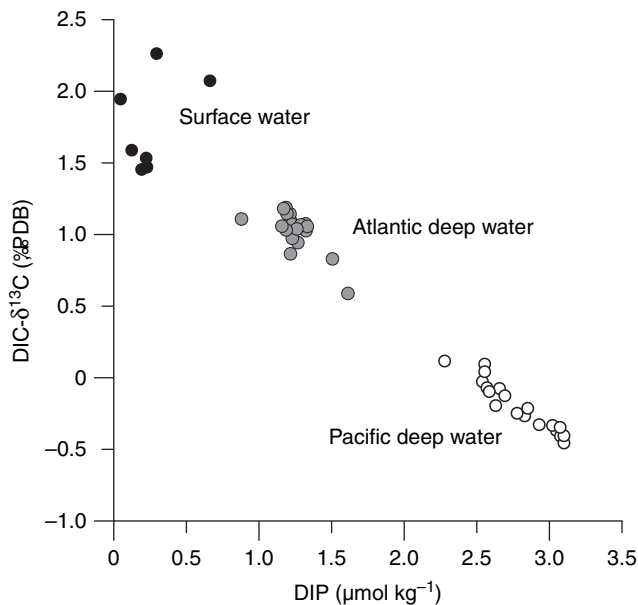 2.5
2.0
1.5
1.0
0.5
0
−0.5
−1.0
DIC-δ¹³C (‰PDB)
Surface water
Atlantic deep water
Pacific deep water
0 0.5 1.0 1.5 2.0 2.5 3.0 3.5
DIP (μmol kg⁻¹)